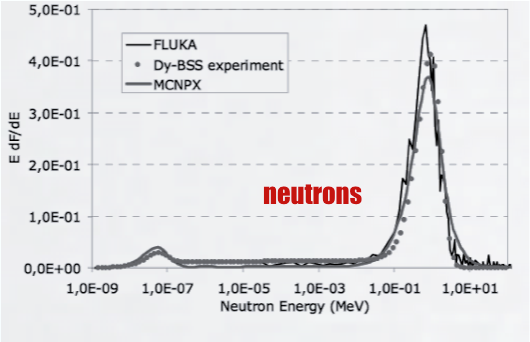 5,0E-01
4,0E-01
3,0E-01
2,0E-01
1,0E-01
0,0E+00
E dF/dE
FLUKA
Dy-BSS experiment
MCNPX
neutrons
1,0E-09 1,0E-07 1,0E-05 1,0E-03 1,0E-01 1,0E+01
Neutron Energy (MeV)